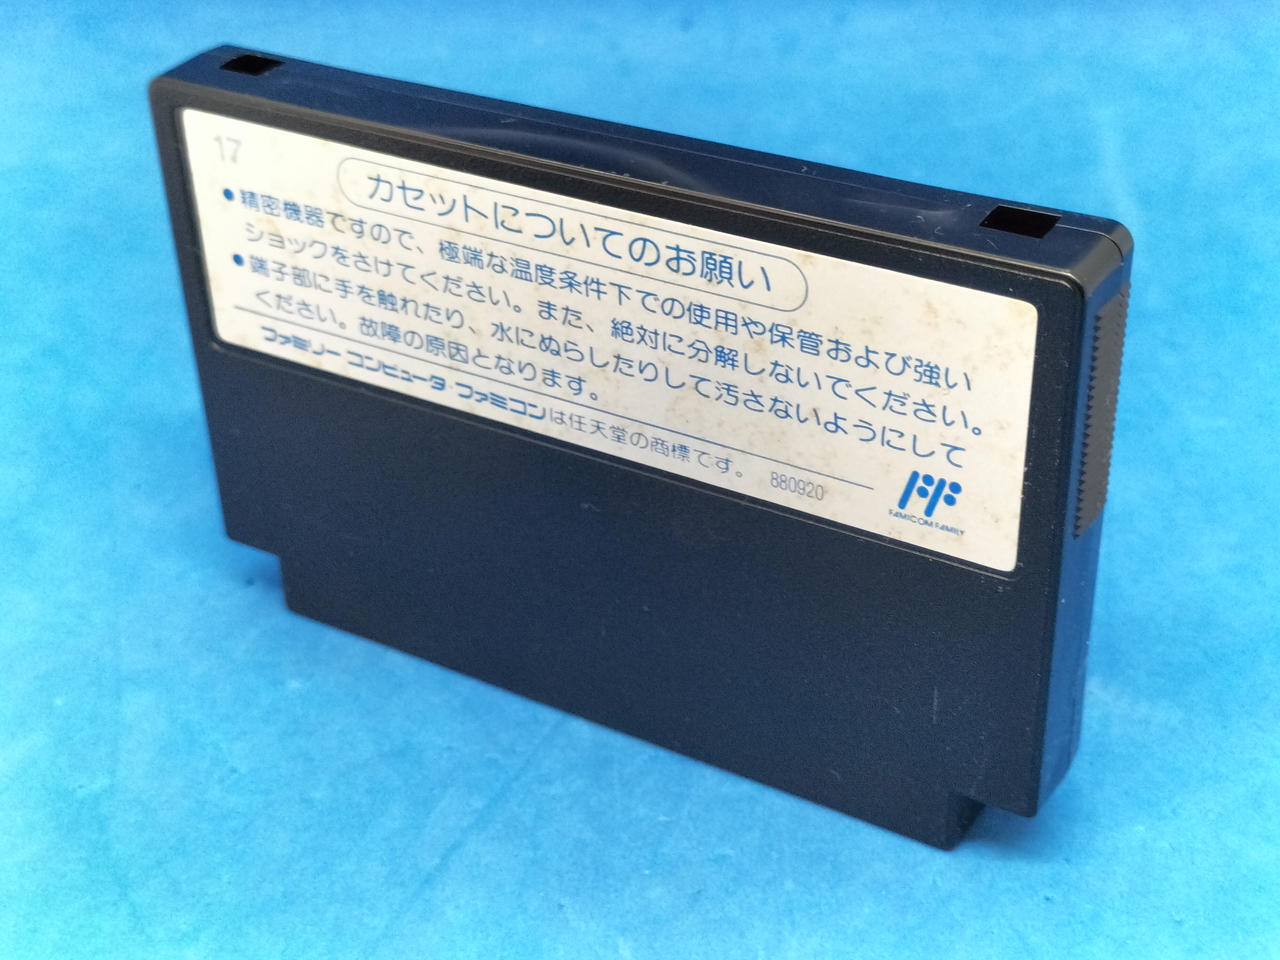 17
カセットについてのお願い
●精密機器ですので、極端な温度条件下での使用や保管および強い
ショックをさけてください。また、絶対に分解しないでください。
●端子部に手を触れたり、水にぬらしたりして汚さないようにして
ください。故障の原因となります。
ファミリーコンピュータ・ファミコンは任天堂の商標です。 880920
FAMICOM FAMILY